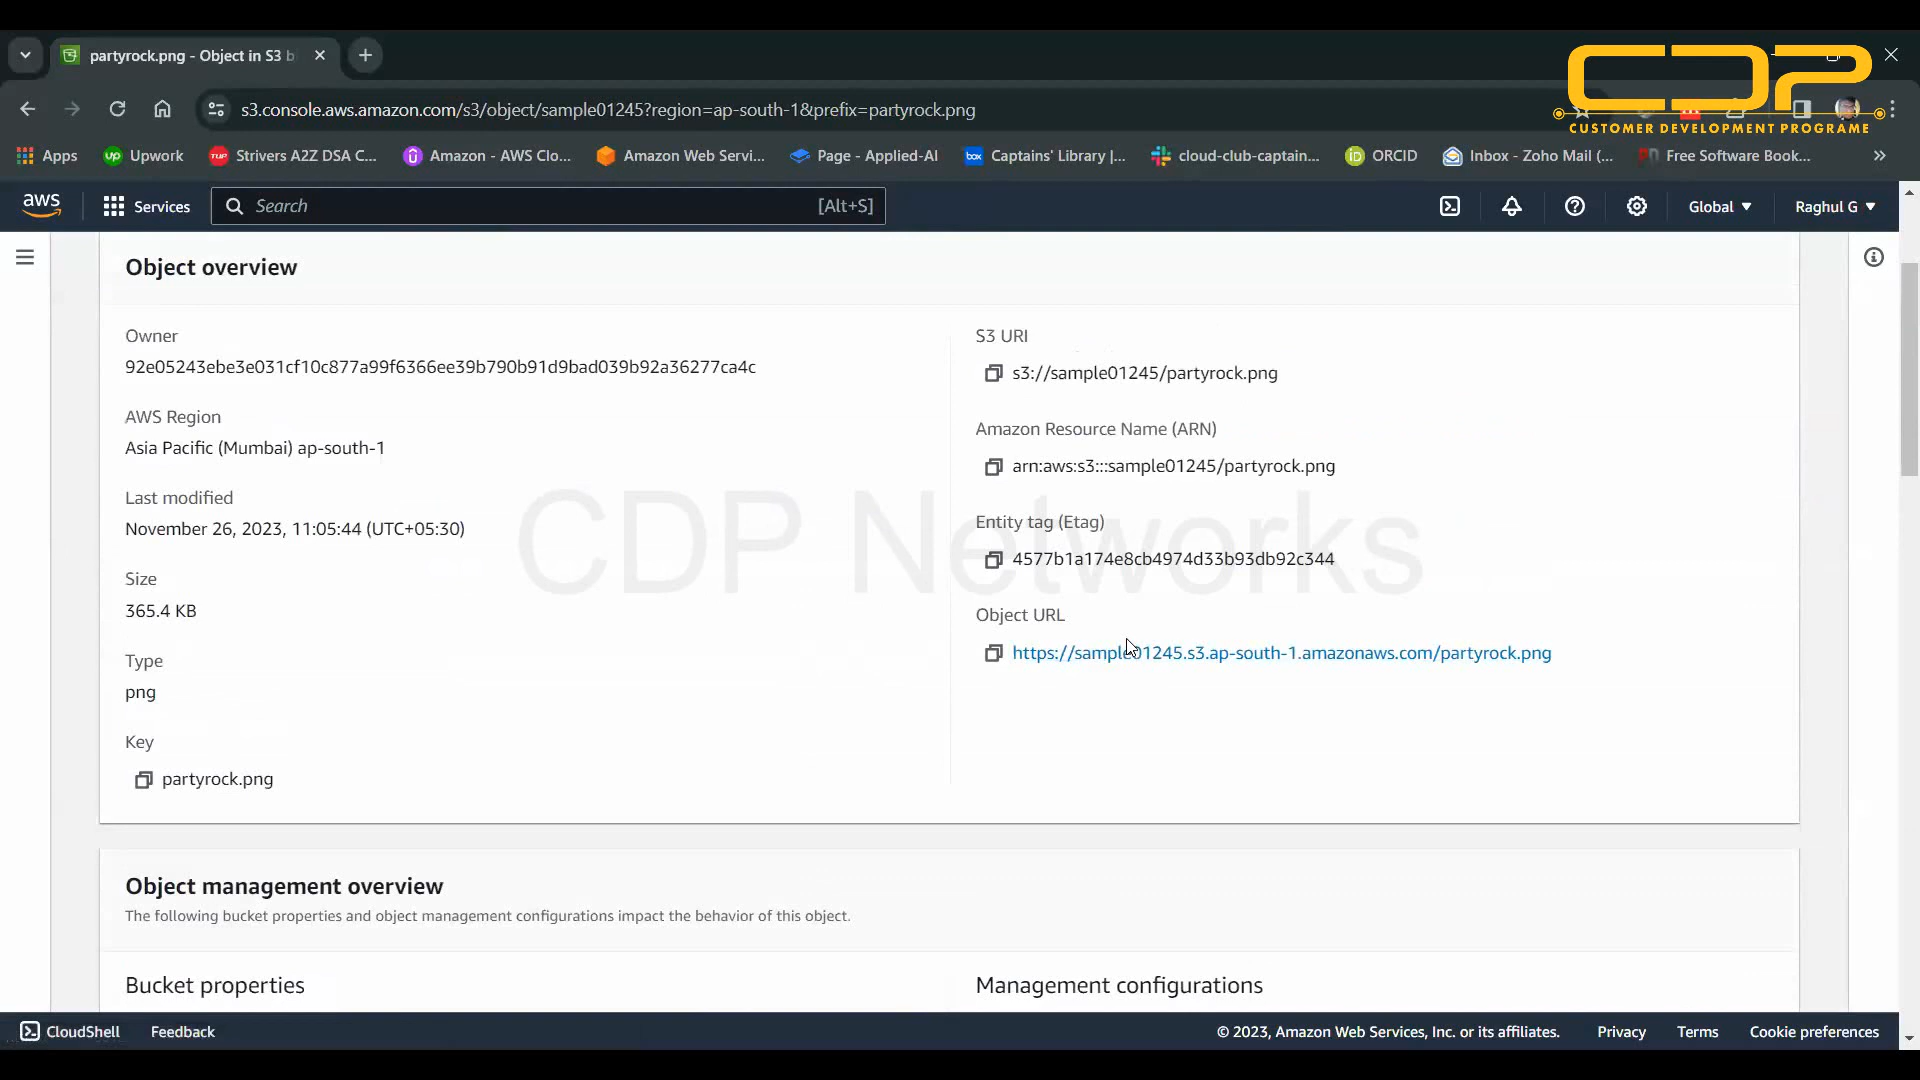 partyrock.png - Object in S3 b
s3.console.aws.amazon.com/s3/object/sample01245?region=ap-south-1&prefix=partyrock.png
CDP
CUSTOMER DEVELOPMENT PROGRAME
Apps
Upwork
Strivers A2Z DSA C...
Amazon - AWS Clo...
Amazon Web Servi...
Page - Applied-AI
box
Captains' Library |...
cloud-club-captain...
ORCID
Inbox - Zoho Mail (...
Free Software Book...
aws
Services
Search
[Alt+S]
Global
Raghul G
Object overview
Owner
92e05243ebe3e031cf10c877a99f6366ee39b790b91d9bad039b92a36277ca4c
AWS Region
Asia Pacific (Mumbai) ap-south-1
Last modified
November 26, 2023, 11:05:44 (UTC+05:30)
Size
365.4 KB
Type
png
Key
partyrock.png
S3 URI
s3://sample01245/partyrock.png
Amazon Resource Name (ARN)
arn:aws:s3:::sample01245/partyrock.png
Entity tag (Etag)
4577b1a174e8cb4974d33b93db92c344
Object URL
https://sample01245.s3.ap-south-1.amazonaws.com/partyrock.png
CDP Networks
Object management overview
The following bucket properties and object management configurations impact the behavior of this object.
Bucket properties
Management configurations
CloudShell
Feedback
© 2023, Amazon Web Services, Inc. or its affiliates.
Privacy
Terms
Cookie preferences